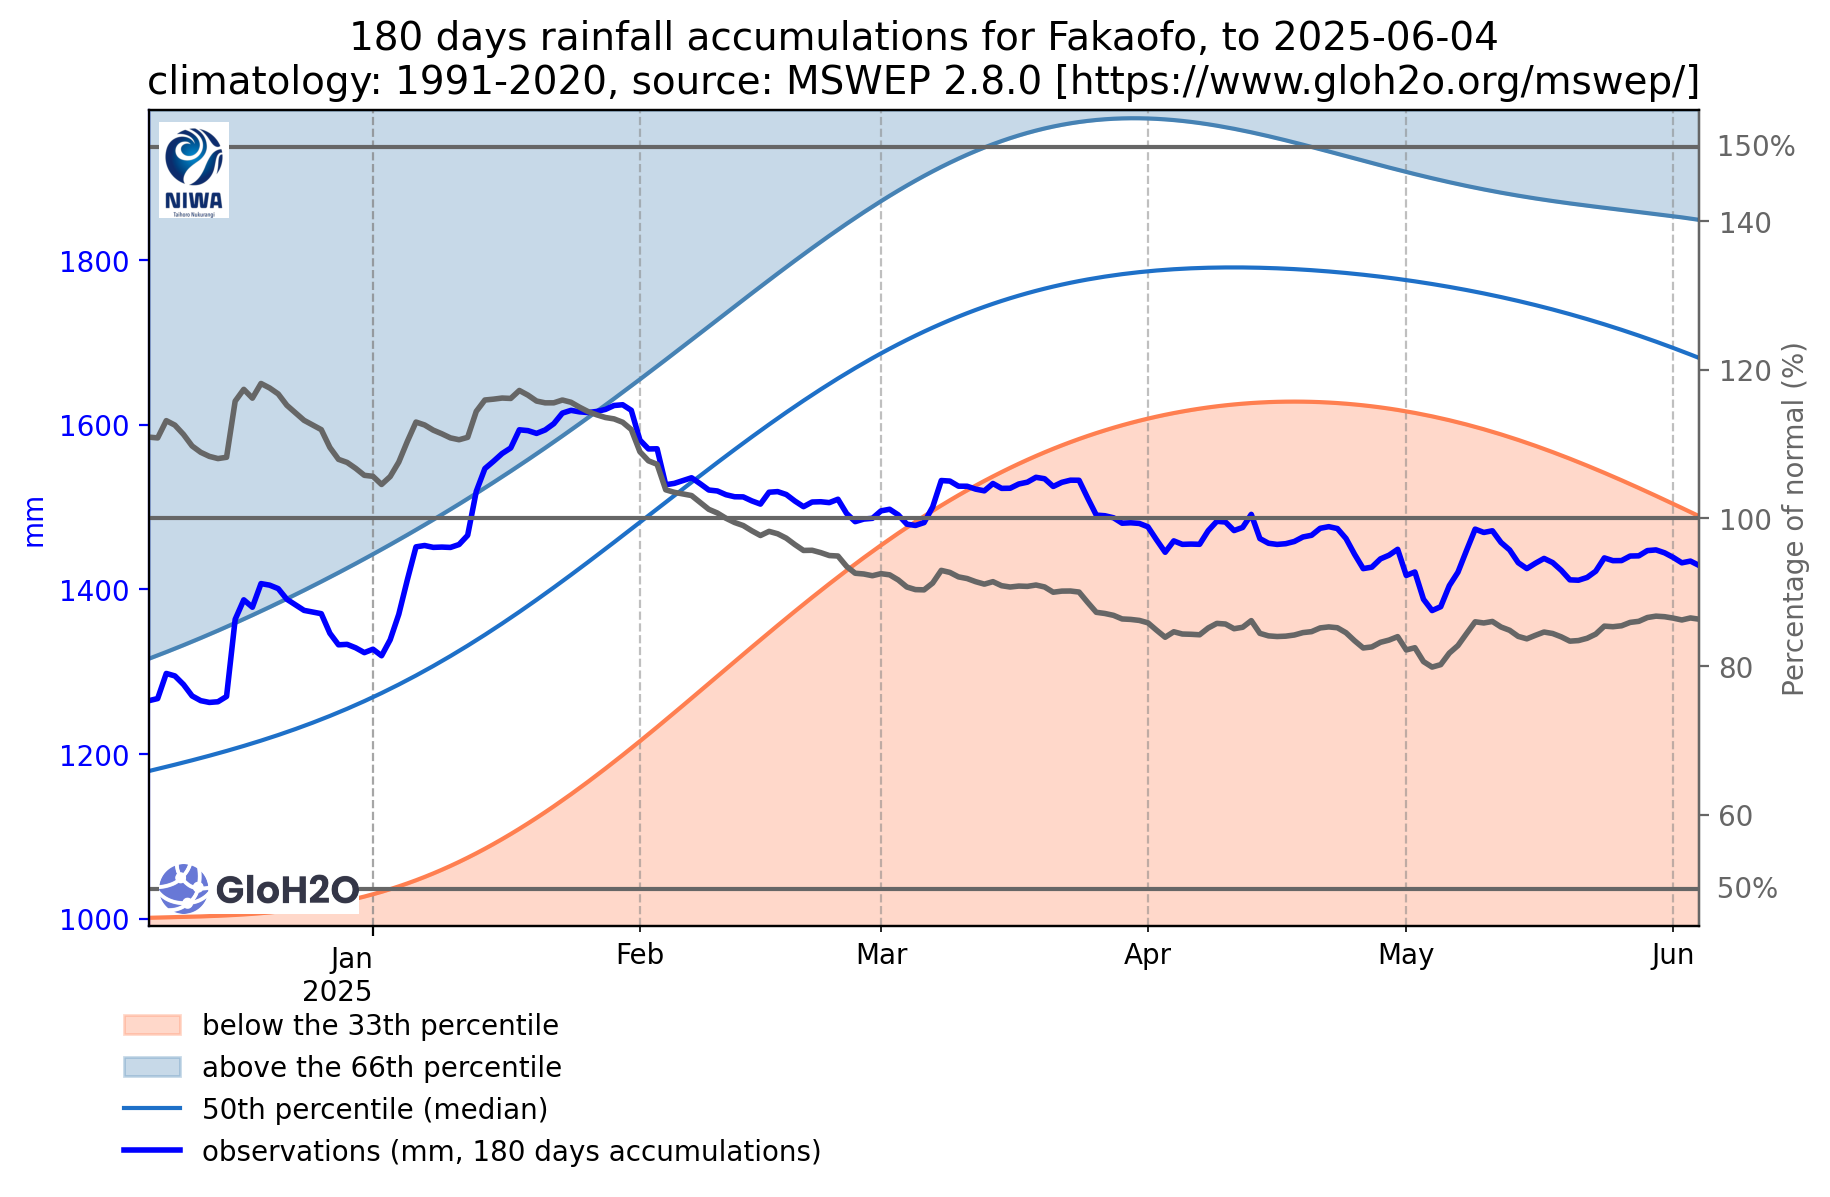 180 days rainfall accumulations for Fakaofo, to 2025-06-04
climatology: 1991-2020, source: MSWEP 2.8.0 [https://www.gloh2o.org/mswep/]
NIWA
Taihoro Nukurangi
GloH2O
mm
1800
1600
1400
1200
1000
150%
140
120
100
80
60
50%
Percentage of normal (%)
Jan
2025
Feb
Mar
Apr
May
Jun
below the 33th percentile
above the 66th percentile
50th percentile (median)
observations (mm, 180 days accumulations)